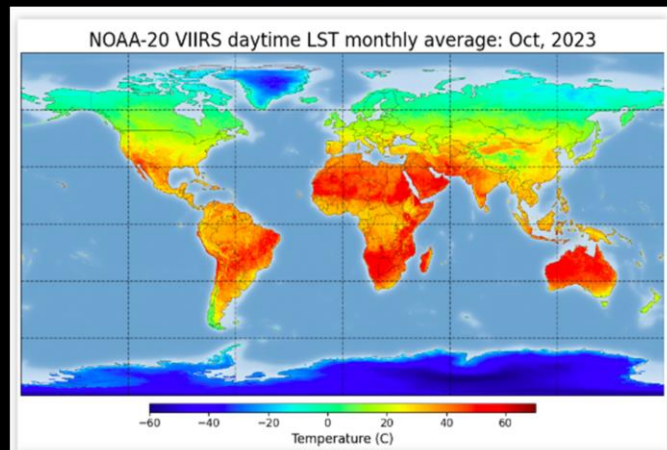 NOAA-20 VIIRS daytime LST monthly average: Oct, 2023
−60 −40 −20 0 20 40 60
Temperature (C)